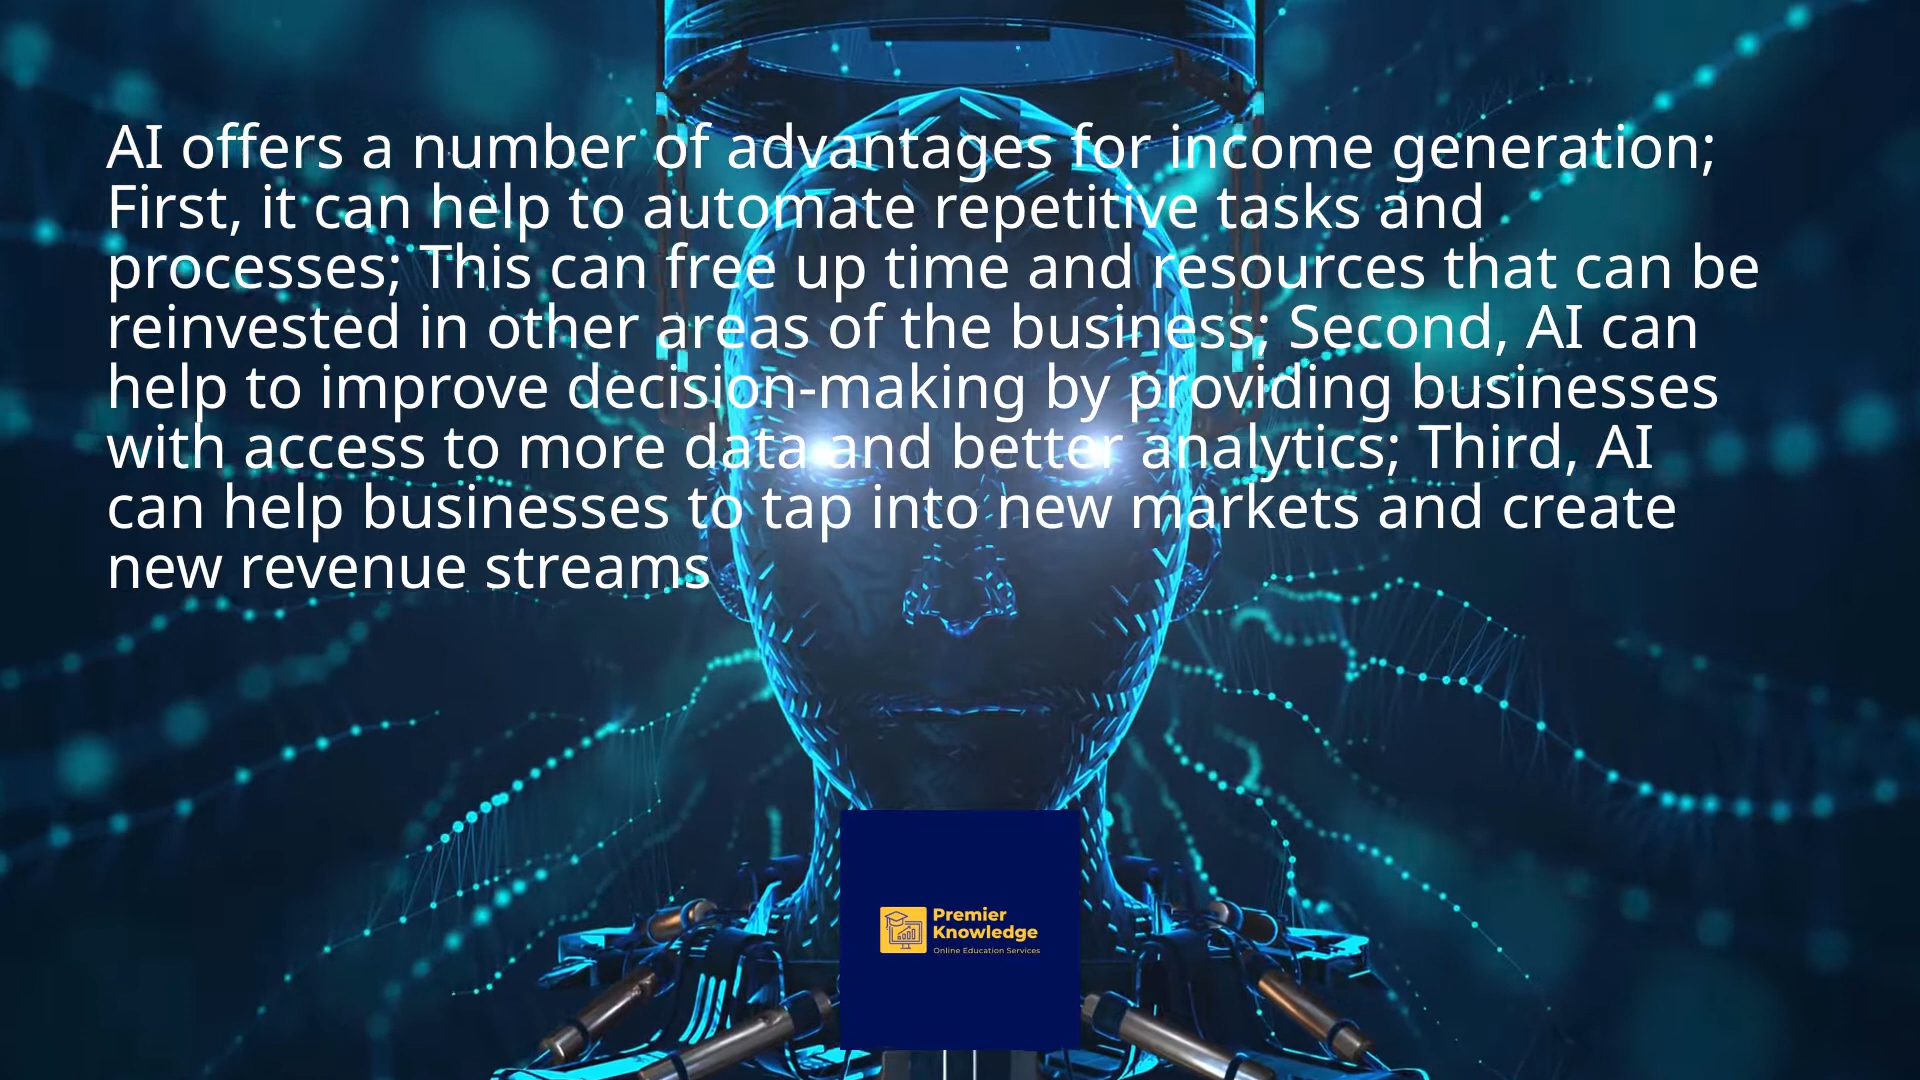 AI offers a number of advantages for income generation;
First, it can help to automate repetitive tasks and
processes; This can free up time and resources that can be
reinvested in other areas of the business; Second, AI can
help to improve decision-making by providing businesses
with access to more data and better analytics; Third, AI
can help businesses to tap into new markets and create
new revenue streams
Premier
Knowledge
Online Education Services